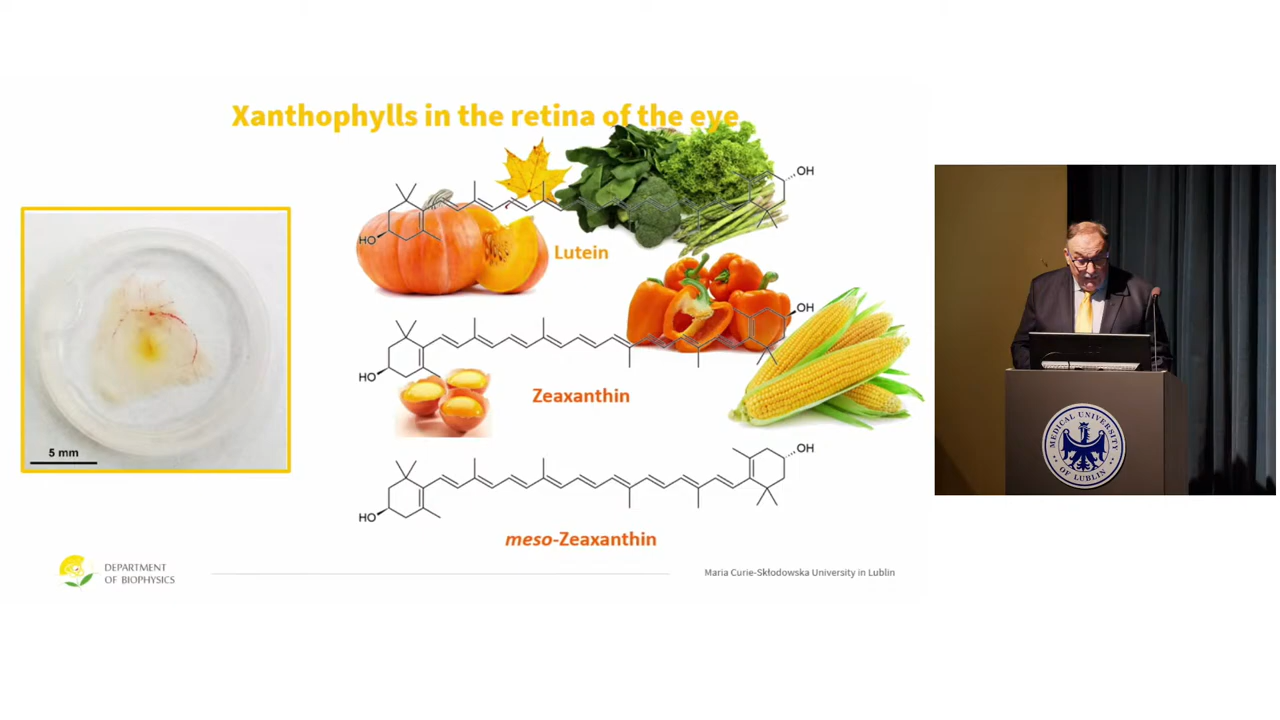 Xanthophylls in the retina of the eye
OH
HO
Lutein
OH
HO
Zeaxanthin
OH
HO
meso-Zeaxanthin
5 mm
DEPARTMENT
OF BIOPHYSICS
Maria Curie-Skłodowska University in Lublin
MEDICAL UNIVERSITY
OF LUBLIN